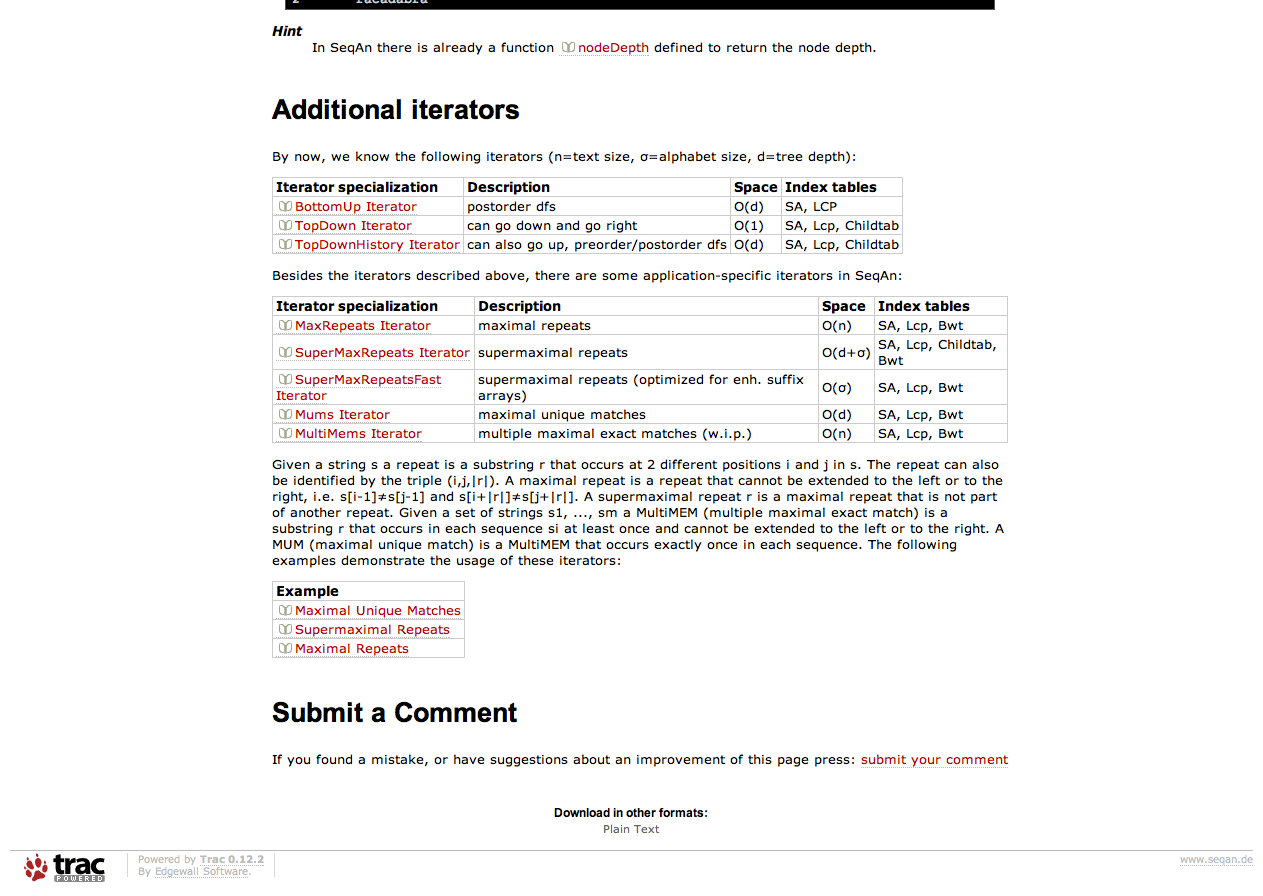 2 racadabra
Hint
In SeqAn there is already a function nodeDepth defined to return the node depth.
Additional iterators
By now, we know the following iterators (n=text size, σ=alphabet size, d=tree depth):
Iterator specialization Description Space Index tables
BottomUp Iterator postorder dfs O(d) SA, LCP
TopDown Iterator can go down and go right O(1) SA, Lcp, Childtab
TopDownHistory Iterator can also go up, preorder/postorder dfs O(d) SA, Lcp, Childtab
Besides the iterators described above, there are some application-specific iterators in SeqAn:
Iterator specialization Description Space Index tables
MaxRepeats Iterator maximal repeats O(n) SA, Lcp, Bwt
SuperMaxRepeats Iterator supermaximal repeats O(d+σ) SA, Lcp, Childtab,
Bwt
SuperMaxRepeatsFast
Iterator supermaximal repeats (optimized for enh. suffix
arrays) O(σ) SA, Lcp, Bwt
Mums Iterator maximal unique matches O(d) SA, Lcp, Bwt
MultiMems Iterator multiple maximal exact matches (w.i.p.) O(n) SA, Lcp, Bwt
Given a string s a repeat is a substring r that occurs at 2 different positions i and j in s. The repeat can also
be identified by the triple (i,j,|r|). A maximal repeat is a repeat that cannot be extended to the left or to the
right, i.e. s[i-1]≠s[j-1] and s[i+|r|]≠s[j+|r|]. A supermaximal repeat r is a maximal repeat that is not part
of another repeat. Given a set of strings s1, ..., sm a MultiMEM (multiple maximal exact match) is a
substring r that occurs in each sequence si at least once and cannot be extended to the left or to the right. A
MUM (maximal unique match) is a MultiMEM that occurs exactly once in each sequence. The following
examples demonstrate the usage of these iterators:
Example
Maximal Unique Matches
Supermaximal Repeats
Maximal Repeats
Submit a Comment
If you found a mistake, or have suggestions about an improvement of this page press: submit your comment
Download in other formats:
Plain Text
trac
POWERED
Powered by Trac 0.12.2
By Edgewall Software.
www.seqan.de